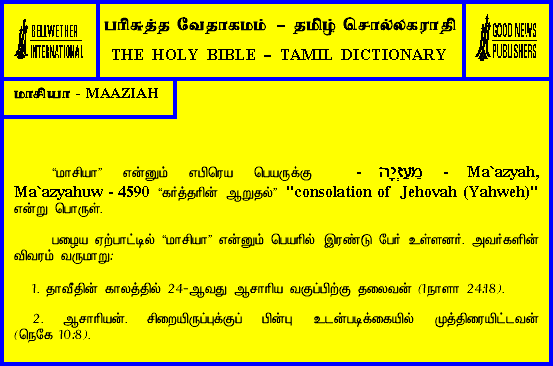 BELLWETHER
INTERNATIONAL
பரிசுத்த வேதாகமம் – தமிழ் சொல்லகராதி
THE HOLY BIBLE – TAMIL DICTIONARY
GOOD NEWS
PUBLISHERS
மாசியா - MAAZIAH
“மாசியா” என்னும் எபிரெய பெயருக்கு - מַעַזְיָה - Ma`azyah,
Ma`azyahuw - 4590 “கர்த்தரின் ஆறுதல்” "consolation of Jehovah (Yahweh)"
என்று பொருள்.
பழைய ஏற்பாட்டில் “மாசியா” என்னும் பெயரில் இரண்டு பேர் உள்ளனர். அவர்களின்
விவரம் வருமாறு:
1. தாவீதின் காலத்தில் 24-ஆவது ஆசாரிய வகுப்பிற்கு தலைவன் (1நாளா 24:18).
2. ஆசாரியன். சிறையிருப்புக்குப் பின்பு உடன்படிக்கையில் முத்திரையிட்டவன்
(நெகே 10:8).